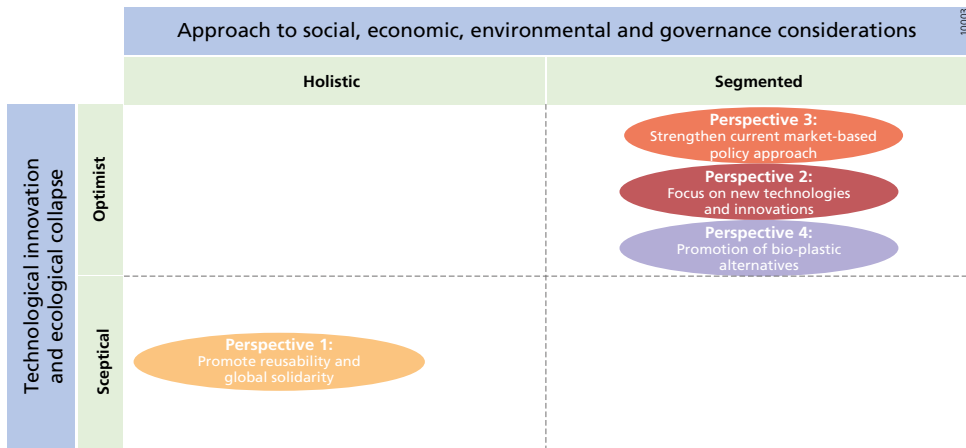 Approach to social, economic, environmental and governance considerations
10003
Holistic
Segmented
Technological innovation
and ecological collapse
Optimist
Perspective 3:
Strengthen current market-based
policy approach
Perspective 2:
Focus on new technologies
and innovations
Perspective 4:
Promotion of bio-plastic
alternatives
Sceptical
Perspective 1:
Promote reusability and
global solidarity